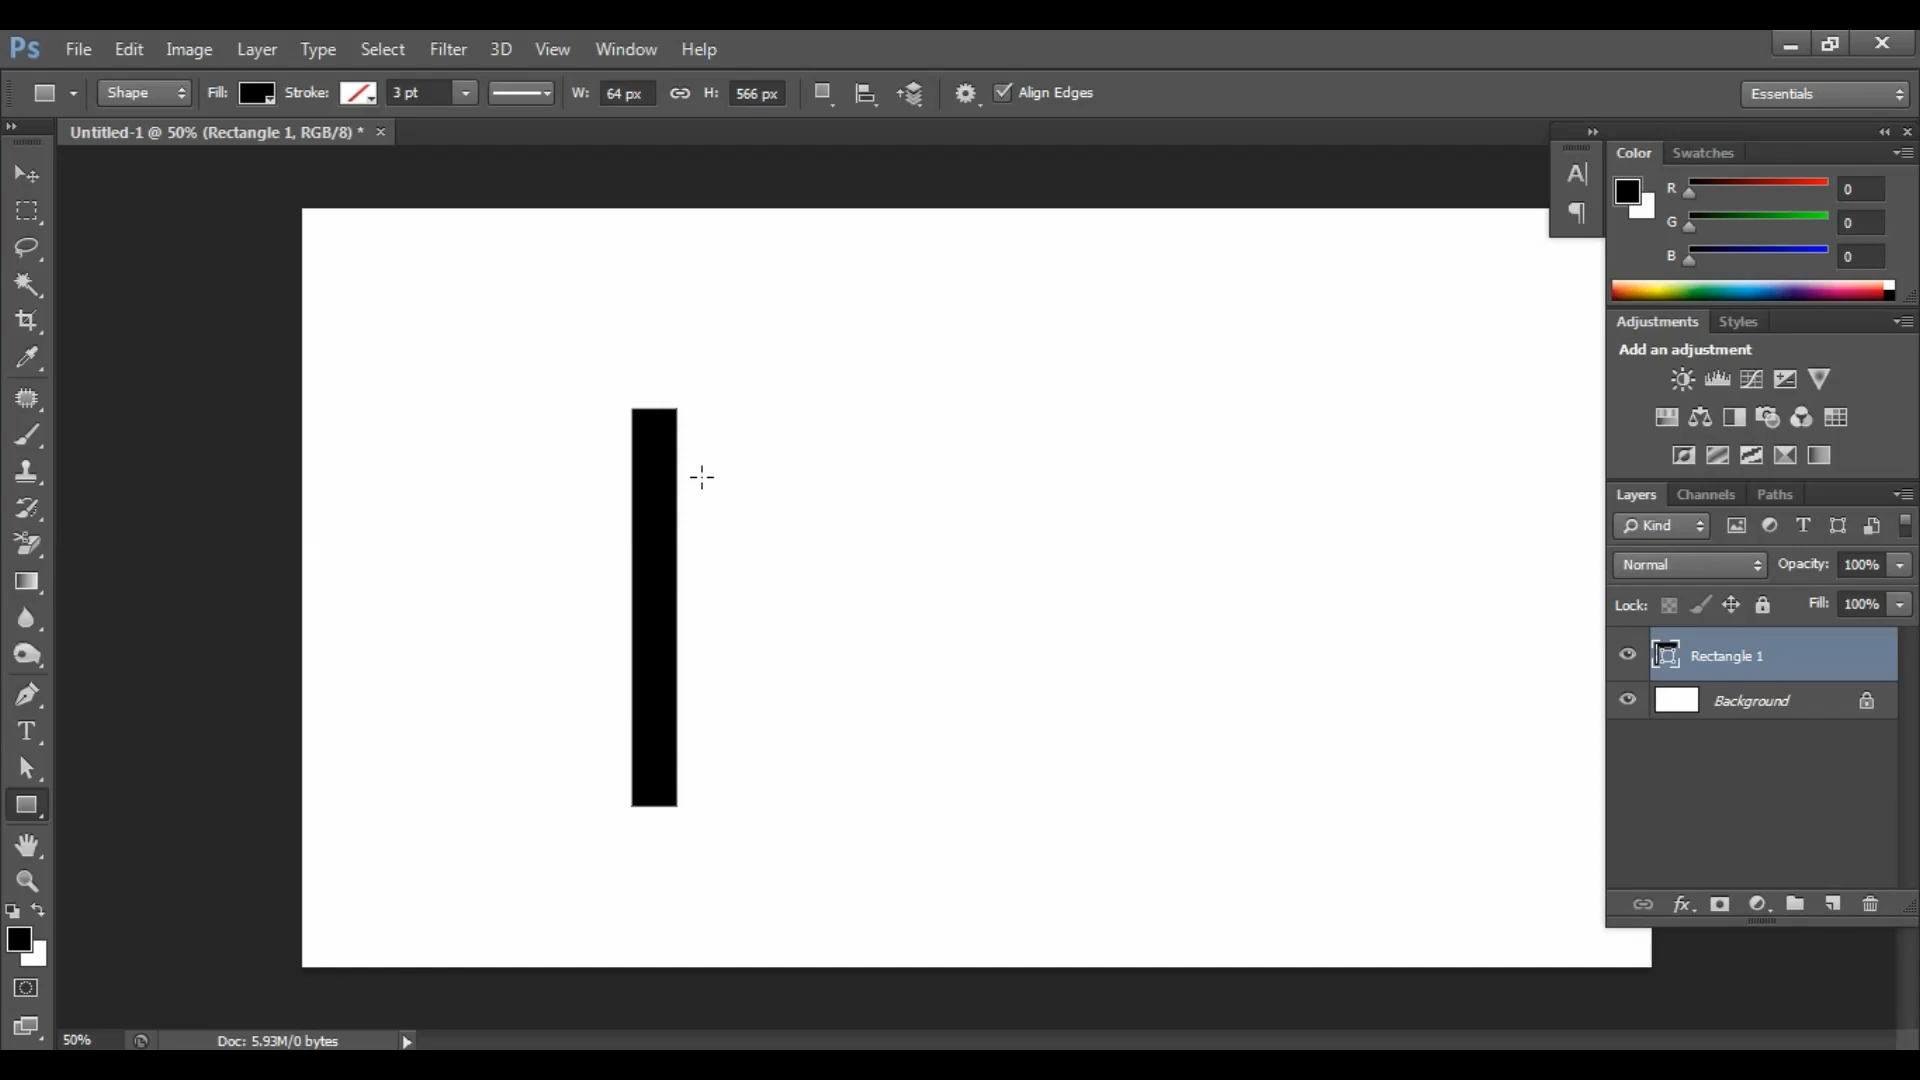 Ps File Edit Image Layer Type Select Filter 3D View Window Help
Shape Fill: Stroke: 3 pt W: 64 px H: 566 px Align Edges Essentials
Untitled-1 @ 50% (Rectangle 1, RGB/8) * ×
Color Swatches
R 0
G 0
B 0
Adjustments Styles
Add an adjustment
Layers Channels Paths
Kind
Normal Opacity: 100%
Lock: Fill: 100%
Rectangle 1
Background
50% Doc: 5.93M/0 bytes